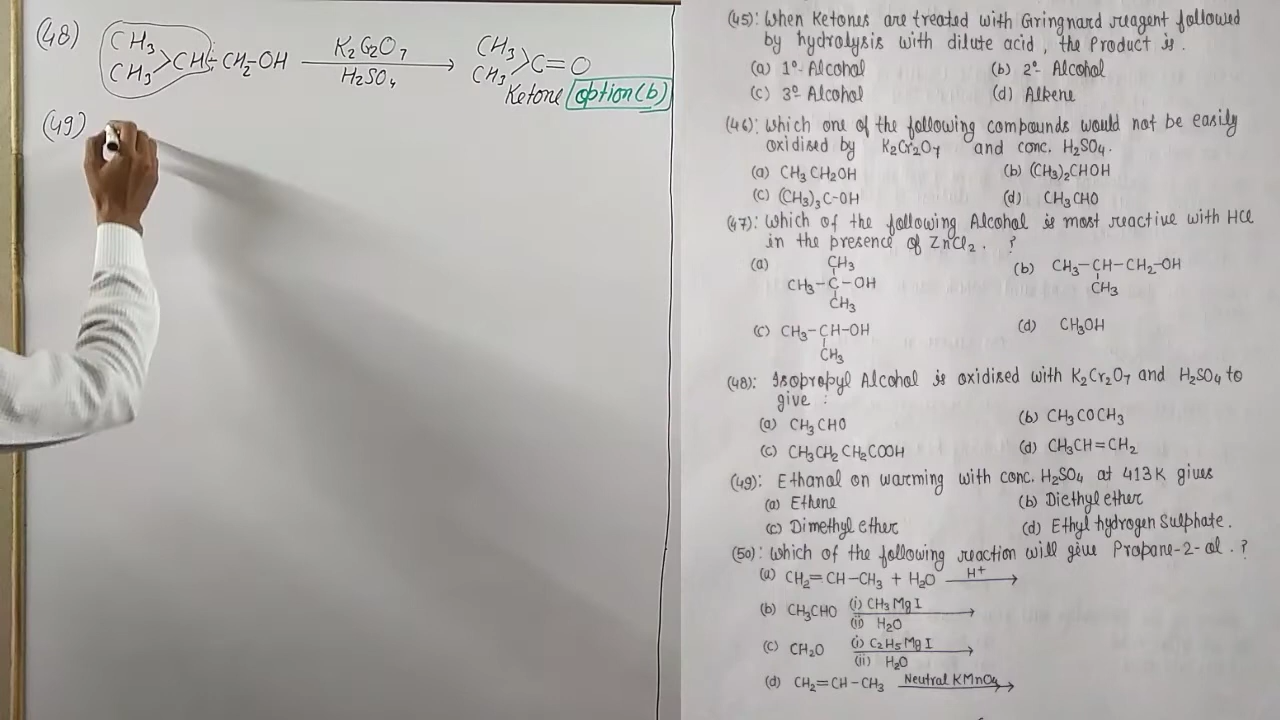 (48) CH3 CH3 > CH-CH2-OH K2Cr2O7 H2SO4 → CH3 CH3 > C=O
Ketone option(b)
(49)
(45): When Ketones are treated with Gringnard reagent followed
by hydrolysis with dilute acid, the Product is.
(a) 1º-Alcohol (b) 2º Alcohol
(c) 3º Alcohol (d) Alkene
(46): Which one of the following compounds would not be easily
oxidised by K2Cr2O7 and conc. H2SO4.
(a) CH3CH2OH (b) (CH3)2CHOH
(c) (CH3)3C-OH (d) CH3CHO
(47): Which of the following Alcohol is most reactive with HCl
in the presence of ZnCl2. ?
(a) CH3-C-OH (b) CH3-CH-CH2-OH
CH3
CH3
CH3
(c) CH3-CH-OH (d) CH3OH
CH3
(48): Isopropyl Alcohol is oxidised with K2Cr2O7 and H2SO4 to
give :
(a) CH3CHO (b) CH3COCH3
(c) CH3CH2CH2COOH (d) CH3CH=CH2
(49): Ethanal on warming with conc. H2SO4 at 413K gives
(a) Ethene (b) Diethyl ether
(c) Dimethyl ether (d) Ethyl hydrogen Sulphate.
(50): Which of the following reaction will give Propane-2-ol.?
(a) CH2=CH-CH3 + H2O H+ →
(b) CH3CHO (i) CH3MgI →
(ii) H2O
(c) CH2O (i) C2H5MgI →
(ii) H2O
(d) CH2=CH-CH3 Neutral KMnO4 →